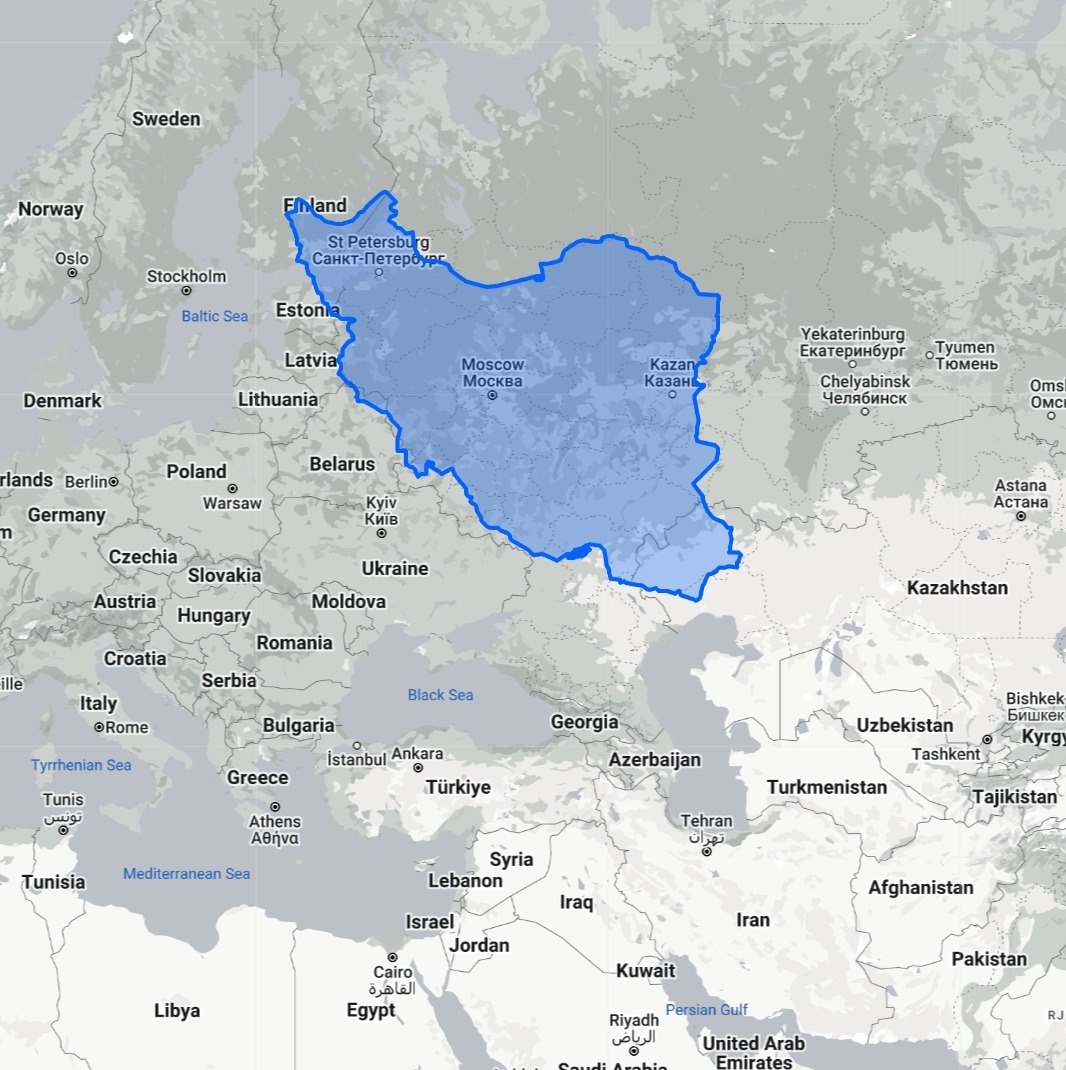 Sweden
Finland
Norway
St Petersburg
Санкт-Петербург
Oslo
Stockholm
Baltic Sea
Estonia
Yekaterinburg
Екатеринбург
Tyumen
Тюмень
Latvia
Moscow
Москва
Kazan
Казань
Chelyabinsk
Челябинск
Oms
Омс
Denmark
Lithuania
Belarus
Poland
rlands
Berlin
Warsaw
Astana
Астана
Germany
Kyiv
Київ
m
Czechia
Slovakia
Ukraine
Kazakhstan
Austria
Hungary
Moldova
Romania
Croatia
Serbia
ille
Italy
Rome
Black Sea
Bulgaria
Georgia
Bishkek
Бишкек
Uzbekistan
Kyrgy
Tashkent
İstanbul
Ankara
Azerbaijan
Tyrrhenian Sea
Greece
Türkiye
Turkmenistan
Tajikistan
Tunis
تونس
Athens
Αθήνα
Tehran
تهران
Tunisia
Mediterranean Sea
Syria
Lebanon
Iraq
Afghanistan
Iran
Israel
Jordan
Pakistan
Kuwait
Cairo
القاهرة
Libya
Egypt
Persian Gulf
RJ
Riyadh
الرياض
United Arab
Emirates
Saudi Arabia